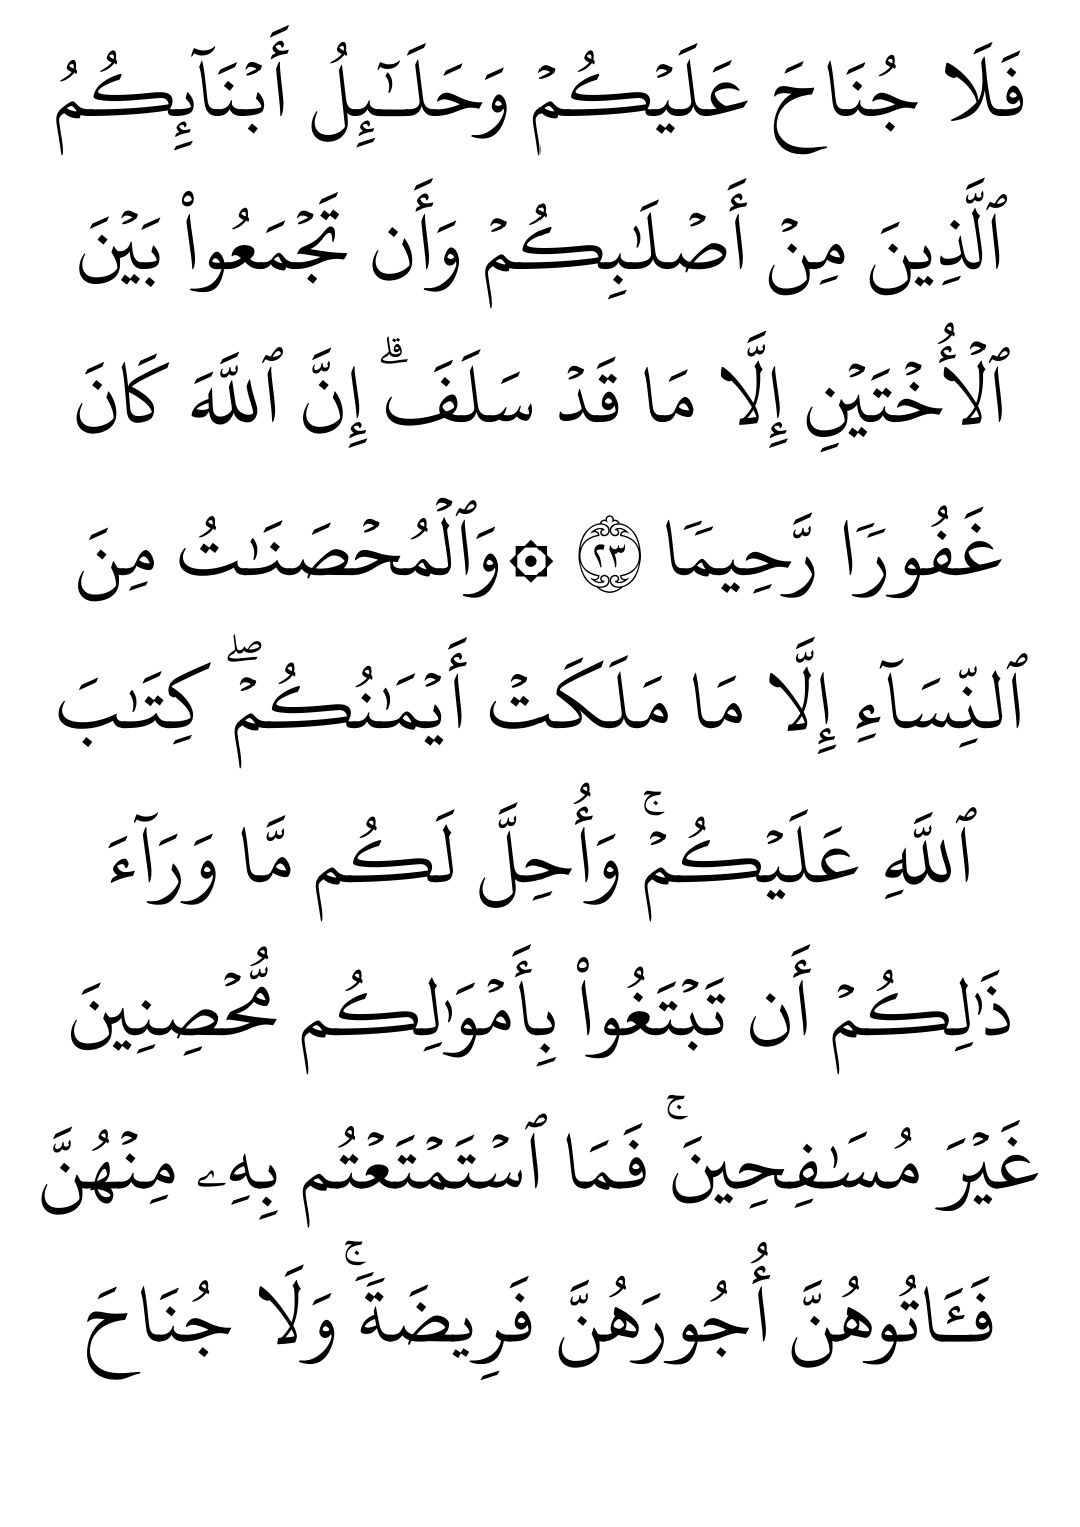 فَلَا جُنَاحَ عَلَيۡكُمۡ وَحَلَـٰٓئِلُ أَبۡنَآئِكُمُ
ٱلَّذِينَ مِنۡ أَصۡلَـٰبِكُمۡ وَأَن تَجۡمَعُواْ بَيۡنَ
ٱلۡأُخۡتَيۡنِ إِلَّا مَا قَدۡ سَلَفَۗ إِنَّ ٱللَّهَ كَانَ
غَفُورٗا رَّحِيمٗا ٢٣ ۞ وَٱلۡمُحۡصَنَـٰتُ مِنَ
ٱلنِّسَآءِ إِلَّا مَا مَلَكَتۡ أَيۡمَـٰنُكُمۡۖ كِتَـٰبَ
ٱللَّهِ عَلَيۡكُمۡۚ وَأُحِلَّ لَكُم مَّا وَرَآءَ
ذَٰلِكُمۡ أَن تَبۡتَغُواْ بِأَمۡوَٰلِكُم مُّحۡصِنِينَ
غَيۡرَ مُسَـٰفِحِينَۚ فَمَا ٱسۡتَمۡتَعۡتُم بِهِۦ مِنۡهُنَّ
فَـَٔاتُوهُنَّ أُجُورَهُنَّ فَرِيضَةٗۚ وَلَا جُنَاحَ